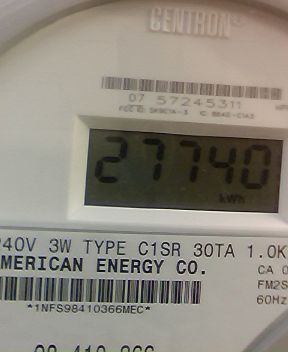 CENTRON®
07 57245311
27740
kWh
240V 3W TYPE C1SR 30TA 1.0K
AMERICAN ENERGY CO.
CA 0
FM2S
60Hz
*1NFS98410366MEC*